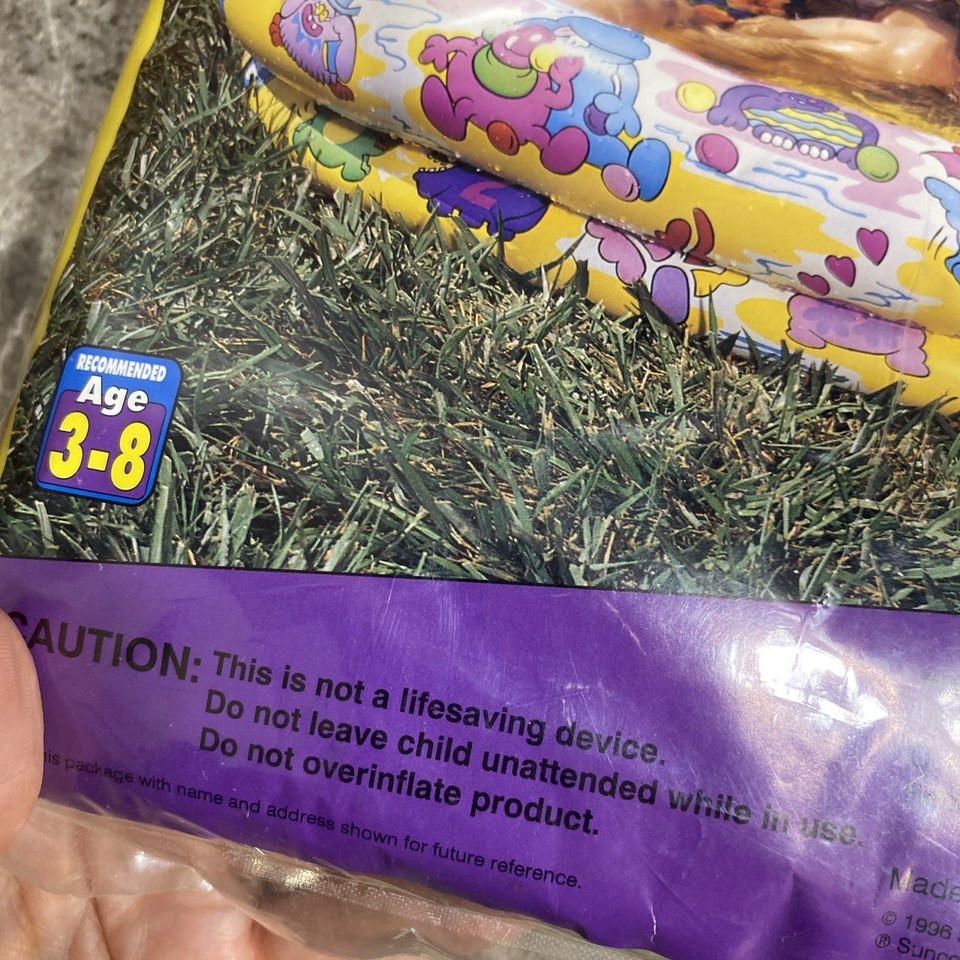 RECOMMENDED
Age
3-8
CAUTION: This is not a lifesaving device.
Do not leave child unattended while in use.
Do not overinflate product.
package with name and address shown for future reference.
Made
© 1996
®